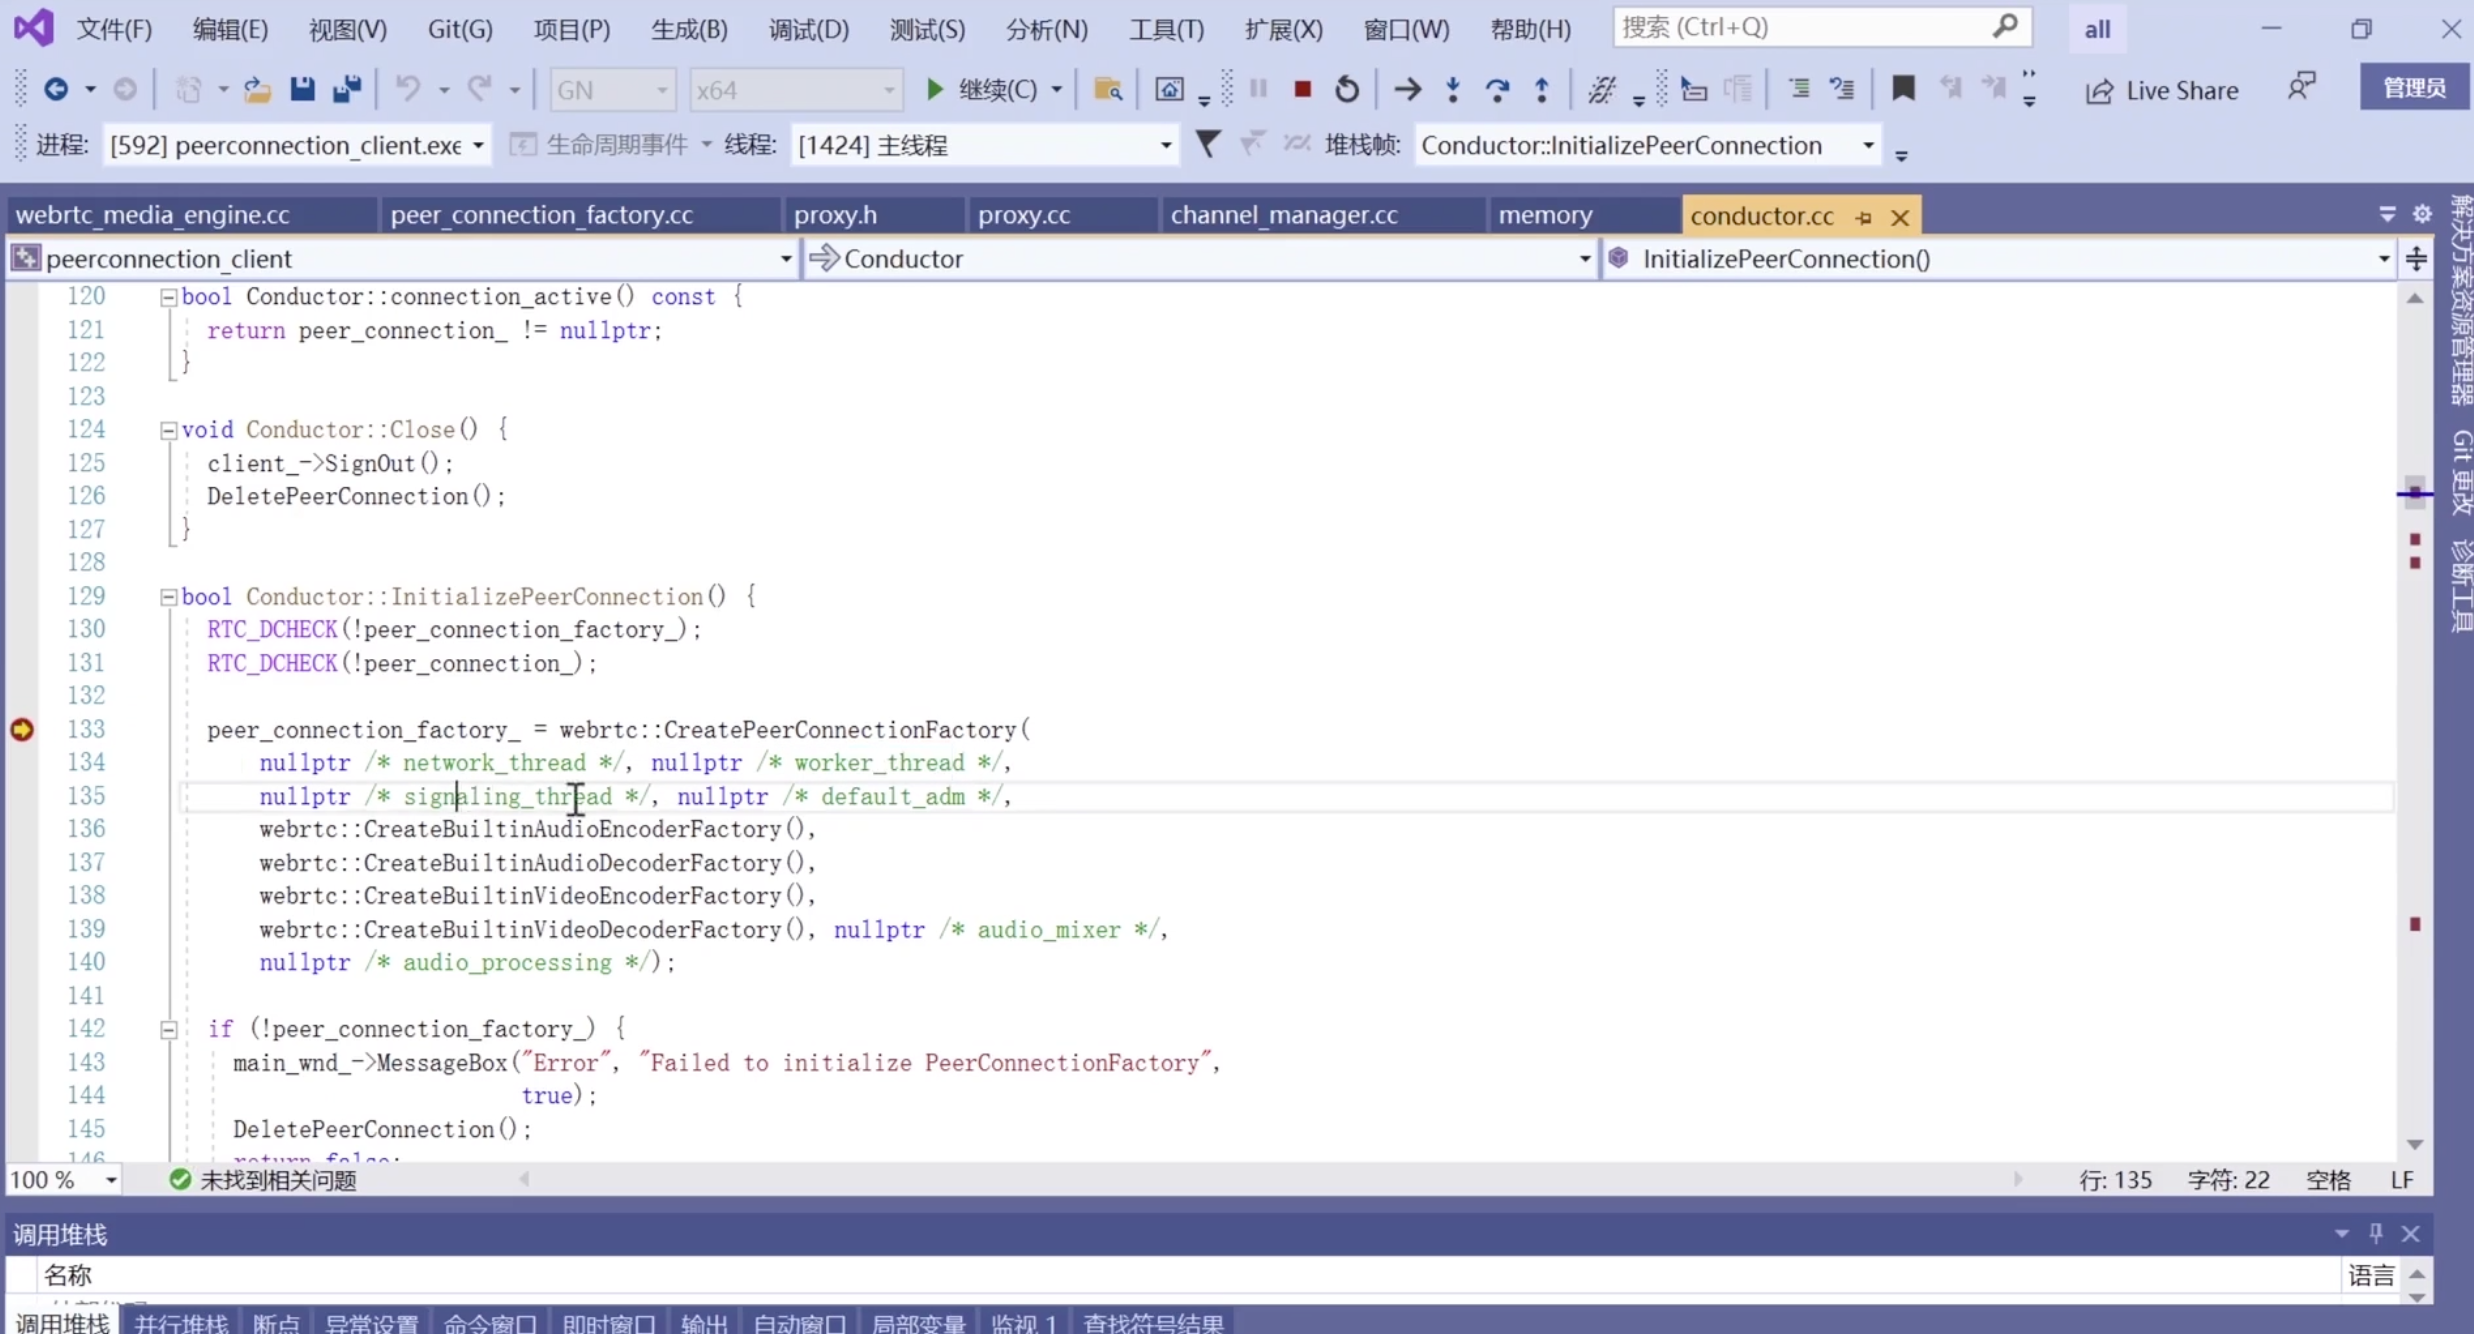 文件(F) 编辑(E) 视图(V) Git(G) 项目(P) 生成(B) 调试(D) 测试(S) 分析(N) 工具(T) 扩展(X) 窗口(W) 帮助(H) 搜索 (Ctrl+Q) all
GN x64 继续(C) Live Share 管理员
进程: [592] peerconnection_client.exe 生命周期事件 线程: [1424] 主线程 堆栈帧: Conductor::InitializePeerConnection
webrtc_media_engine.cc peer_connection_factory.cc proxy.h proxy.cc channel_manager.cc memory conductor.cc
peerconnection_client Conductor InitializePeerConnection()
120 bool Conductor::connection_active() const {
121 return peer_connection_ != nullptr;
122 }
123
124 void Conductor::Close() {
125 client_->SignOut();
126 DeletePeerConnection();
127 }
128
129 bool Conductor::InitializePeerConnection() {
130 RTC_DCHECK(!peer_connection_factory_);
131 RTC_DCHECK(!peer_connection_);
132
133 peer_connection_factory_ = webrtc::CreatePeerConnectionFactory(
134 nullptr /* network_thread */, nullptr /* worker_thread */,
135 nullptr /* signaling_thread */, nullptr /* default_adm */,
136 webrtc::CreateBuiltinAudioEncoderFactory(),
137 webrtc::CreateBuiltinAudioDecoderFactory(),
138 webrtc::CreateBuiltinVideoEncoderFactory(),
139 webrtc::CreateBuiltinVideoDecoderFactory(), nullptr /* audio_mixer */,
140 nullptr /* audio_processing */);
141
142 if (!peer_connection_factory_) {
143 main_wnd_->MessageBox("Error", "Failed to initialize PeerConnectionFactory",
144 true);
145 DeletePeerConnection();
146 return false;
100 % 未找到相关问题 行: 135 字符: 22 空格 LF
调用堆栈
名称 语言
调用堆栈 并行堆栈 断点 异常设置 命令窗口 即时窗口 输出 自动窗口 局部变量 监视 1 查找符号结果
解决方案资源管理器
Git 更改
诊断工具